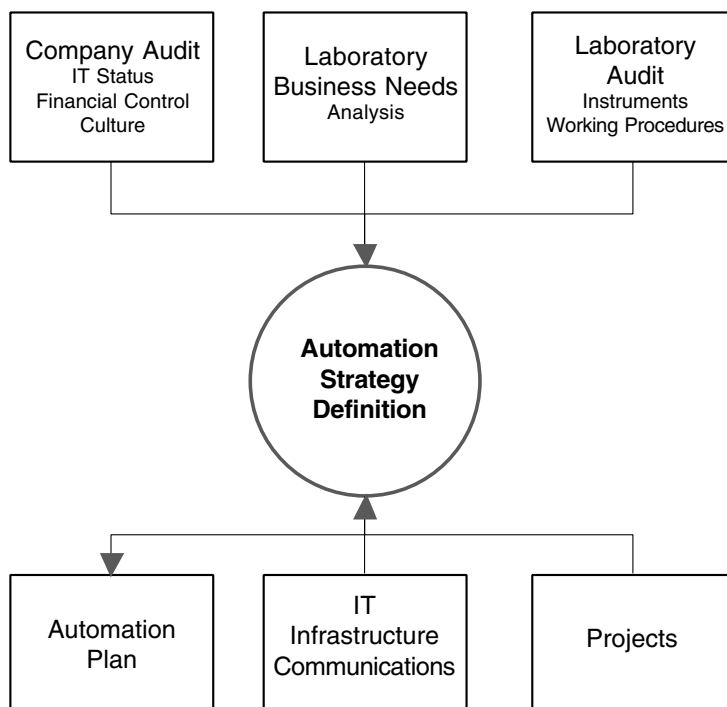 Company Audit
IT Status
Financial Control
Culture
Laboratory
Business Needs
Analysis
Laboratory
Audit
Instruments
Working Procedures
Automation
Strategy
Definition
Automation
Plan
IT
Infrastructure
Communications
Projects